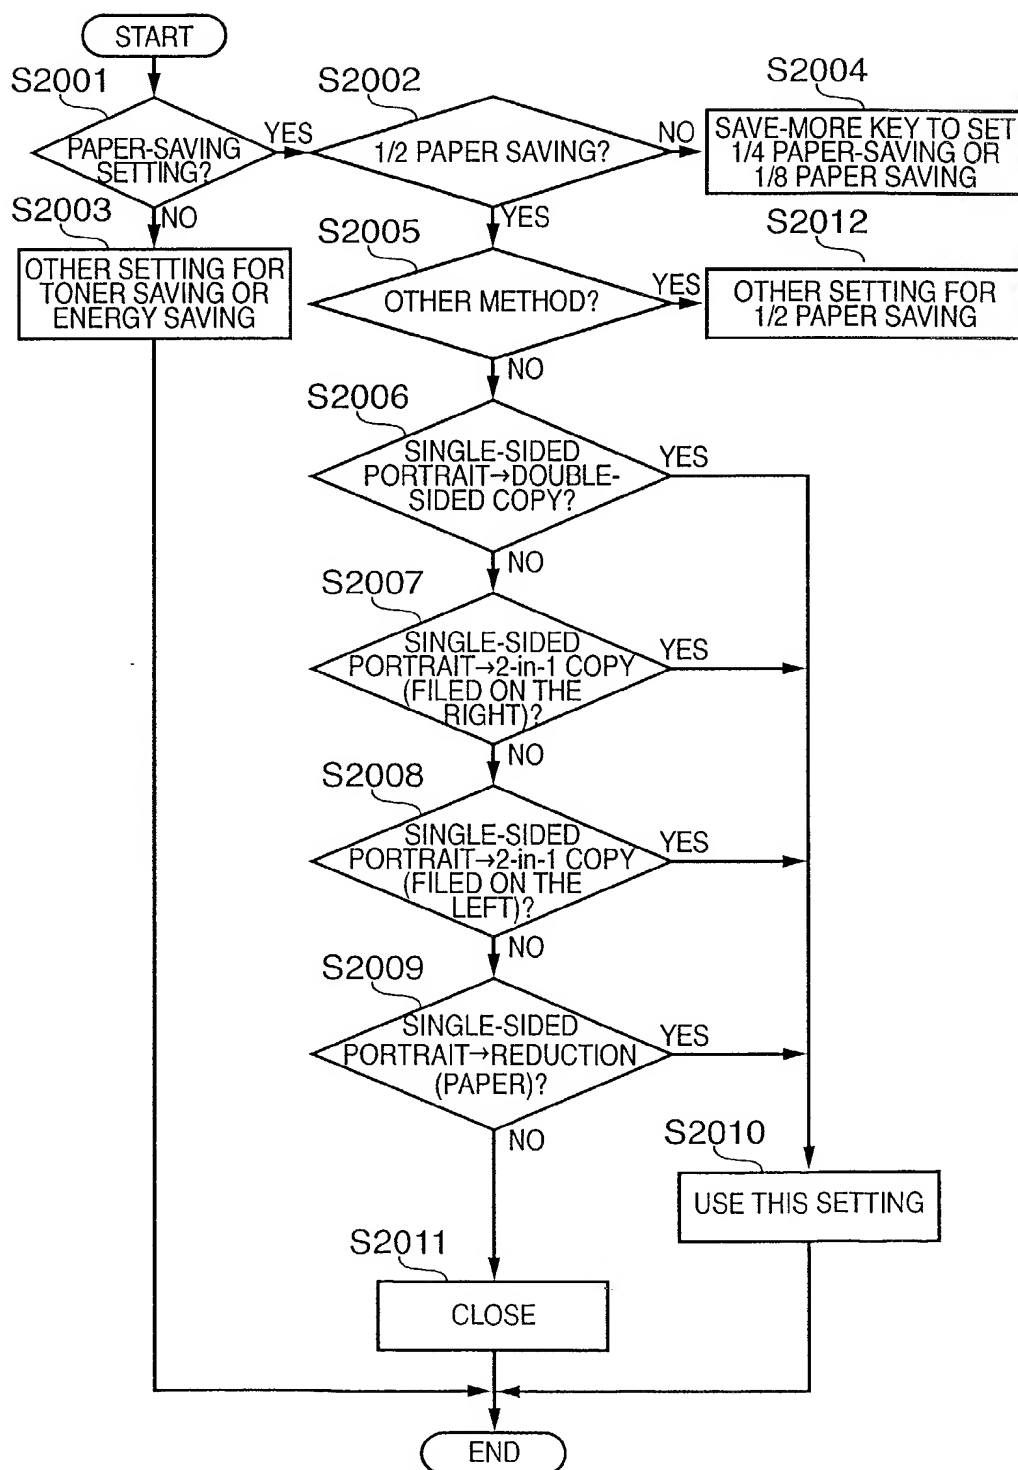 START
S2001
S2002
S2004
PAPER-SAVING
SETTING?
YES
1/2 PAPER SAVING?
NO
SAVE-MORE KEY TO SET
1/4 PAPER-SAVING OR
1/8 PAPER SAVING
S2003
NO
YES
S2005
S2012
OTHER SETTING FOR
TONER SAVING OR
ENERGY SAVING
OTHER METHOD?
YES
OTHER SETTING FOR
1/2 PAPER SAVING
NO
S2006
SINGLE-SIDED
PORTRAIT→DOUBLE-
SIDED COPY?
YES
NO
S2007
SINGLE-SIDED
PORTRAIT→2-in-1 COPY
(FILED ON THE
RIGHT)?
YES
NO
S2008
SINGLE-SIDED
PORTRAIT→2-in-1 COPY
(FILED ON THE
LEFT)?
YES
NO
S2009
SINGLE-SIDED
PORTRAIT→REDUCTION
(PAPER)?
YES
NO
S2010
USE THIS SETTING
S2011
CLOSE
END